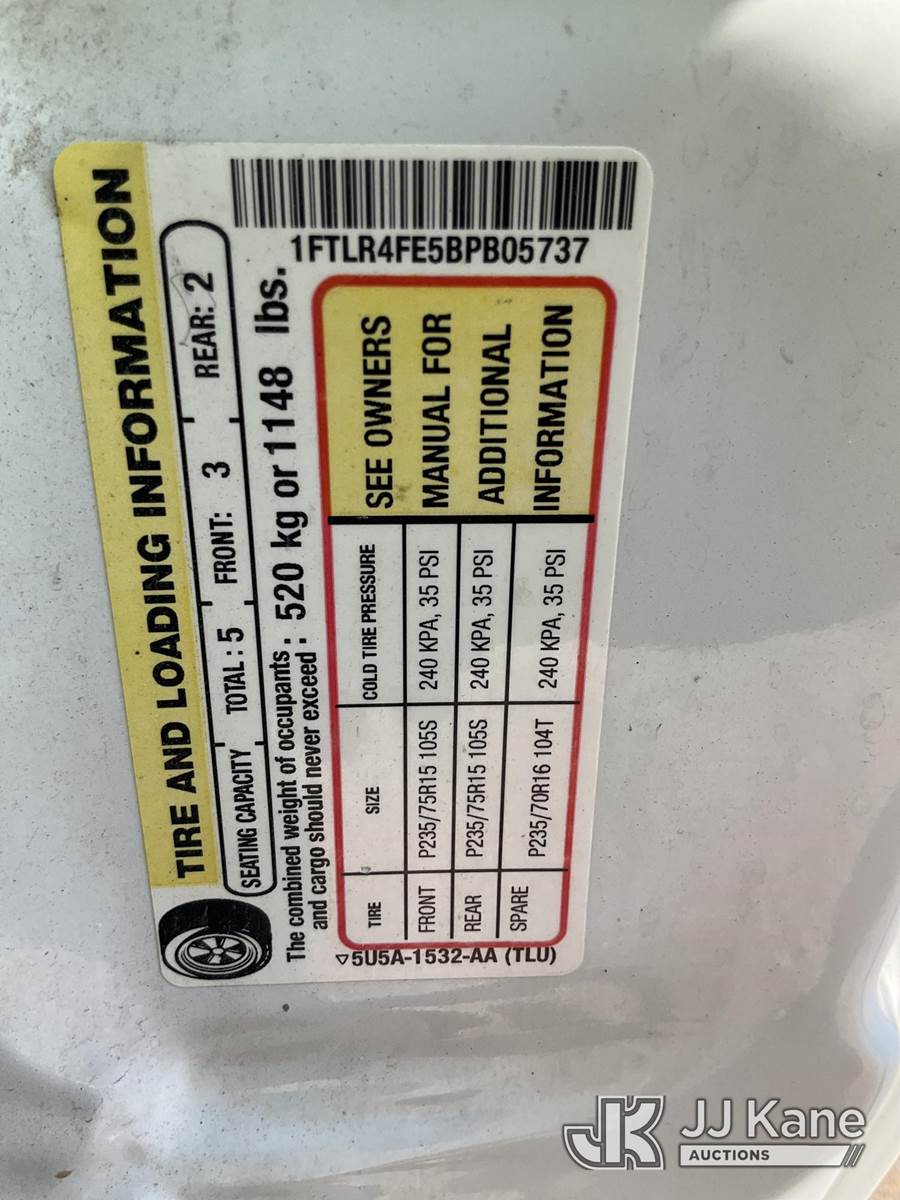 TIRE AND LOADING INFORMATION
SEATING CAPACITY TOTAL : 5 FRONT: 3 REAR: 2
The combined weight of occupants : 520 kg or 1148 lbs.
and cargo should never exceed :
1FTLR4FE5BPB05737
TIRE SIZE COLD TIRE PRESSURE
FRONT P235/75R15 105S 240 KPA, 35 PSI
REAR P235/75R15 105S 240 KPA, 35 PSI
SPARE P235/70R16 104T 240 KPA, 35 PSI
SEE OWNERS
MANUAL FOR
ADDITIONAL
INFORMATION
▽5U5A-1532-AA (TLU)
JK JJ Kane
AUCTIONS